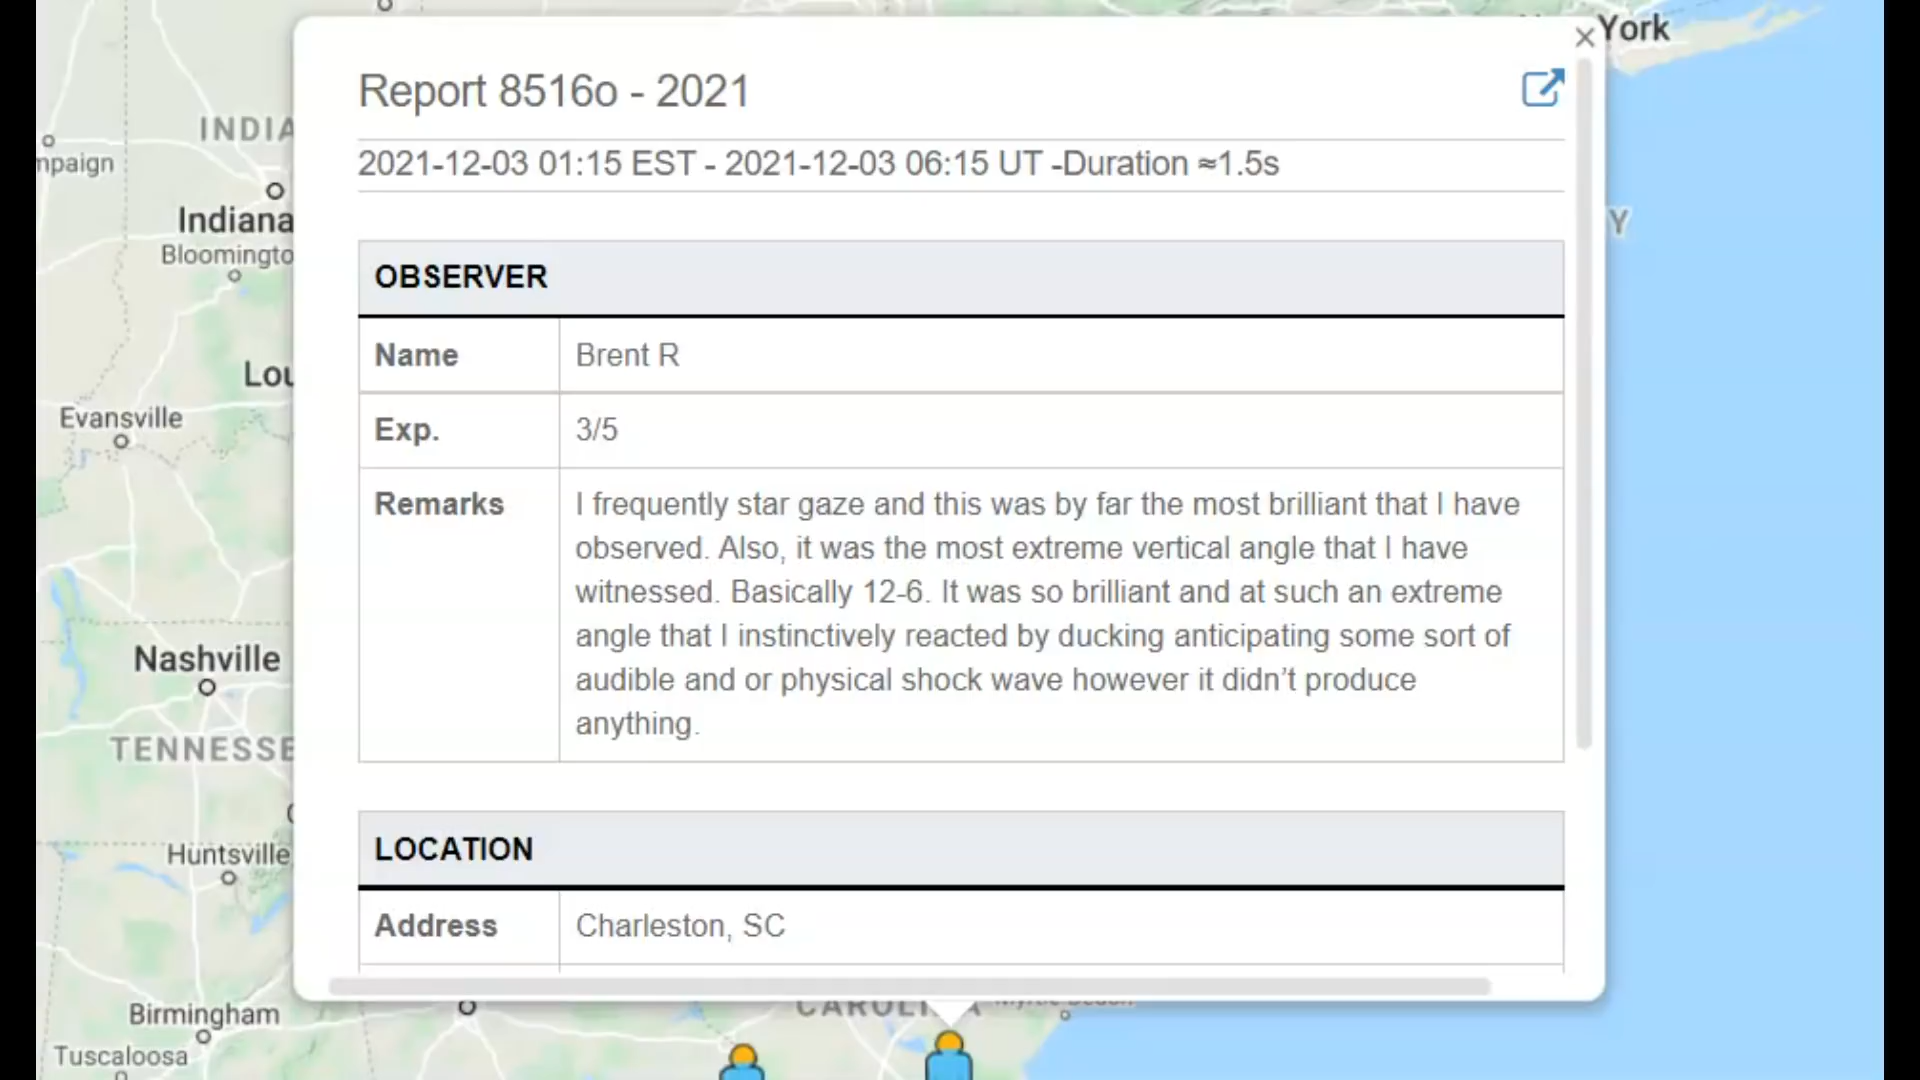 York
Report 8516o - 2021
2021-12-03 01:15 EST - 2021-12-03 06:15 UT -Duration ≈1.5s
OBSERVER
Name Brent R
Exp. 3/5
Remarks I frequently star gaze and this was by far the most brilliant that I have
observed. Also, it was the most extreme vertical angle that I have
witnessed. Basically 12-6. It was so brilliant and at such an extreme
angle that I instinctively reacted by ducking anticipating some sort of
audible and or physical shock wave however it didn’t produce
anything.
LOCATION
Address Charleston, SC
INDIA
mpaign
Indiana
Bloomingto
Y
Lou
Evansville
Nashville
TENNESSE
Huntsville
Birmingham
Tuscaloosa